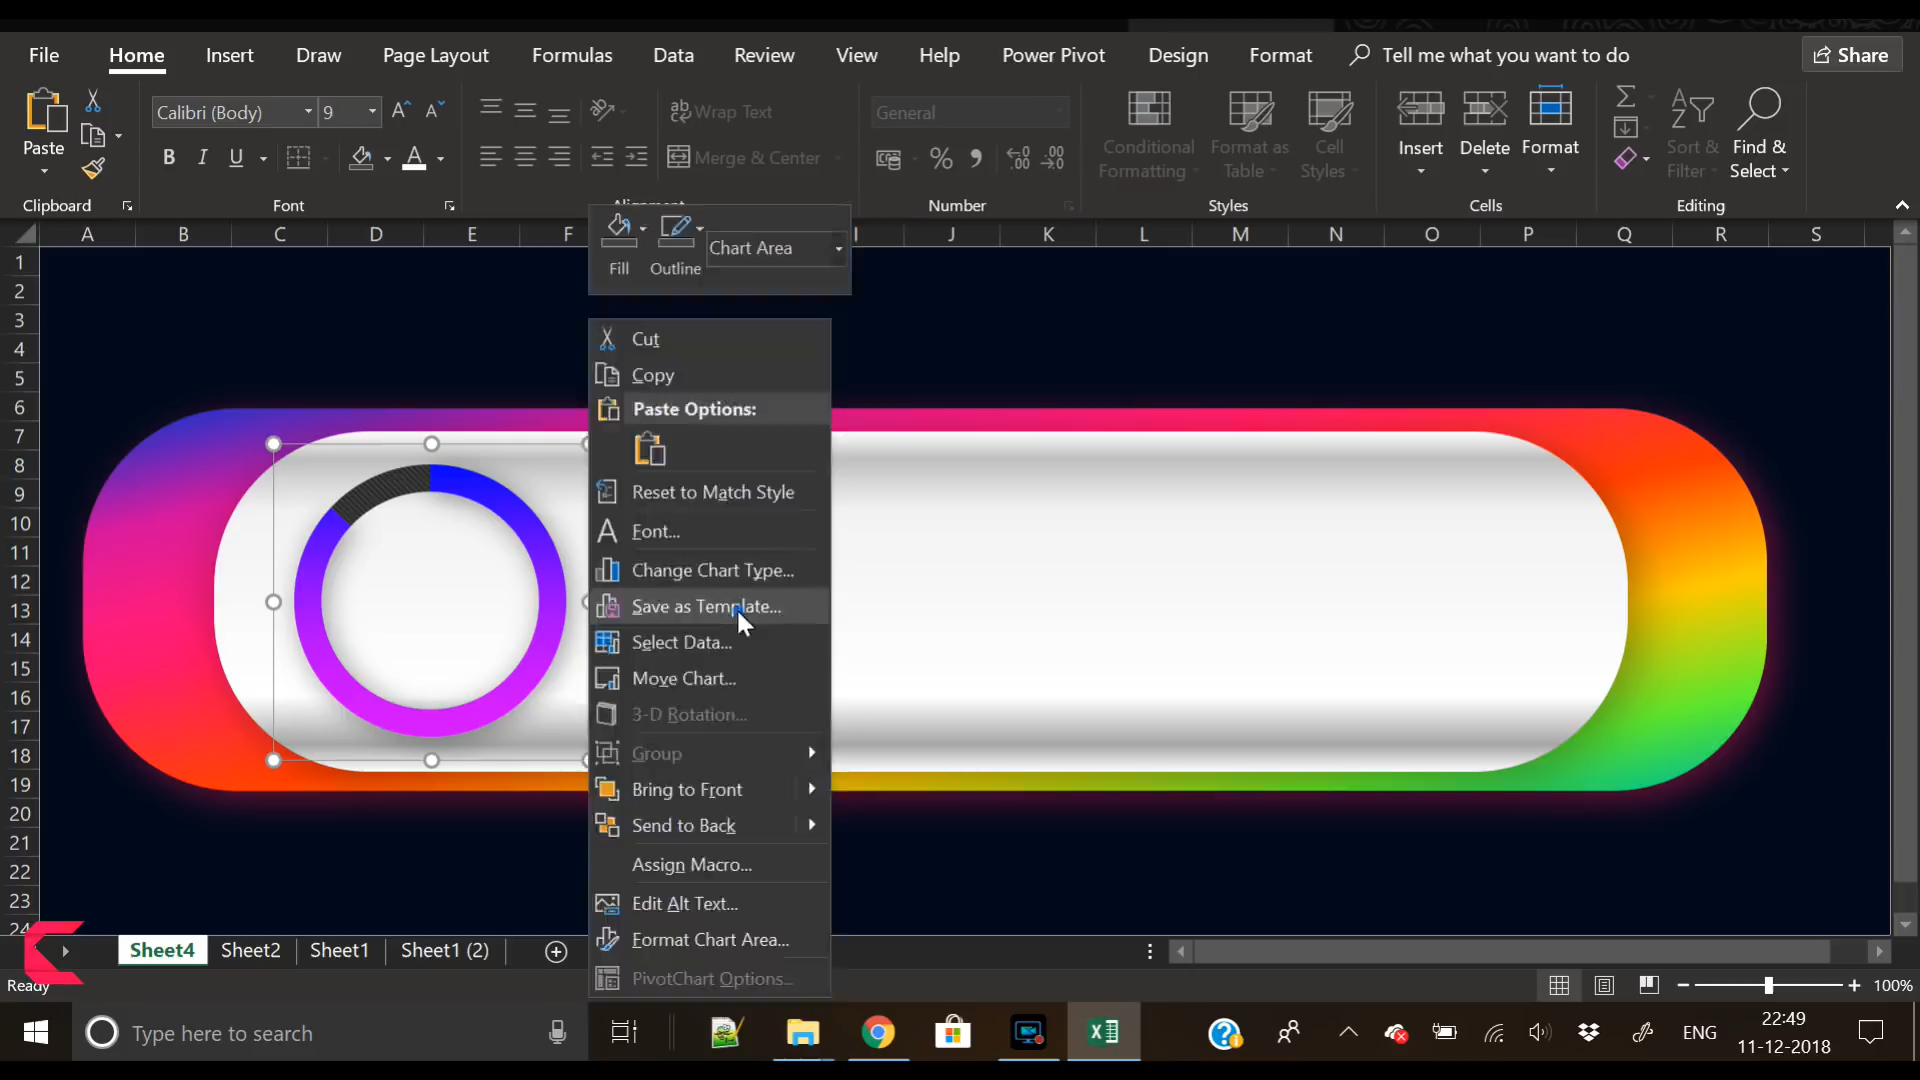 File Home Insert Draw Page Layout Formulas Data Review View Help Power Pivot Design Format Tell me what you want to do Share
Calibri (Body) 9 Wrap Text General
Paste B I U Merge & Center % Conditional Formatting Format as Table Cell Styles Insert Delete Format Sort & Filter Find & Select
Clipboard Font Alignment Number Styles Cells Editing
A B C D E F I J K L M N O P Q R S
Fill Outline Chart Area
1
2
3
4
5
6
7
8
9
10
11
12
13
14
15
16
17
18
19
20
21
22
23
24
Cut
Copy
Paste Options:
Reset to Match Style
Font...
Change Chart Type...
Save as Template...
Select Data...
Move Chart...
3-D Rotation...
Group
Bring to Front
Send to Back
Assign Macro...
Edit Alt Text...
Format Chart Area...
PivotChart Options...
Sheet4 Sheet2 Sheet1 Sheet1 (2)
Ready 100%
Type here to search ENG 22:49
11-12-2018